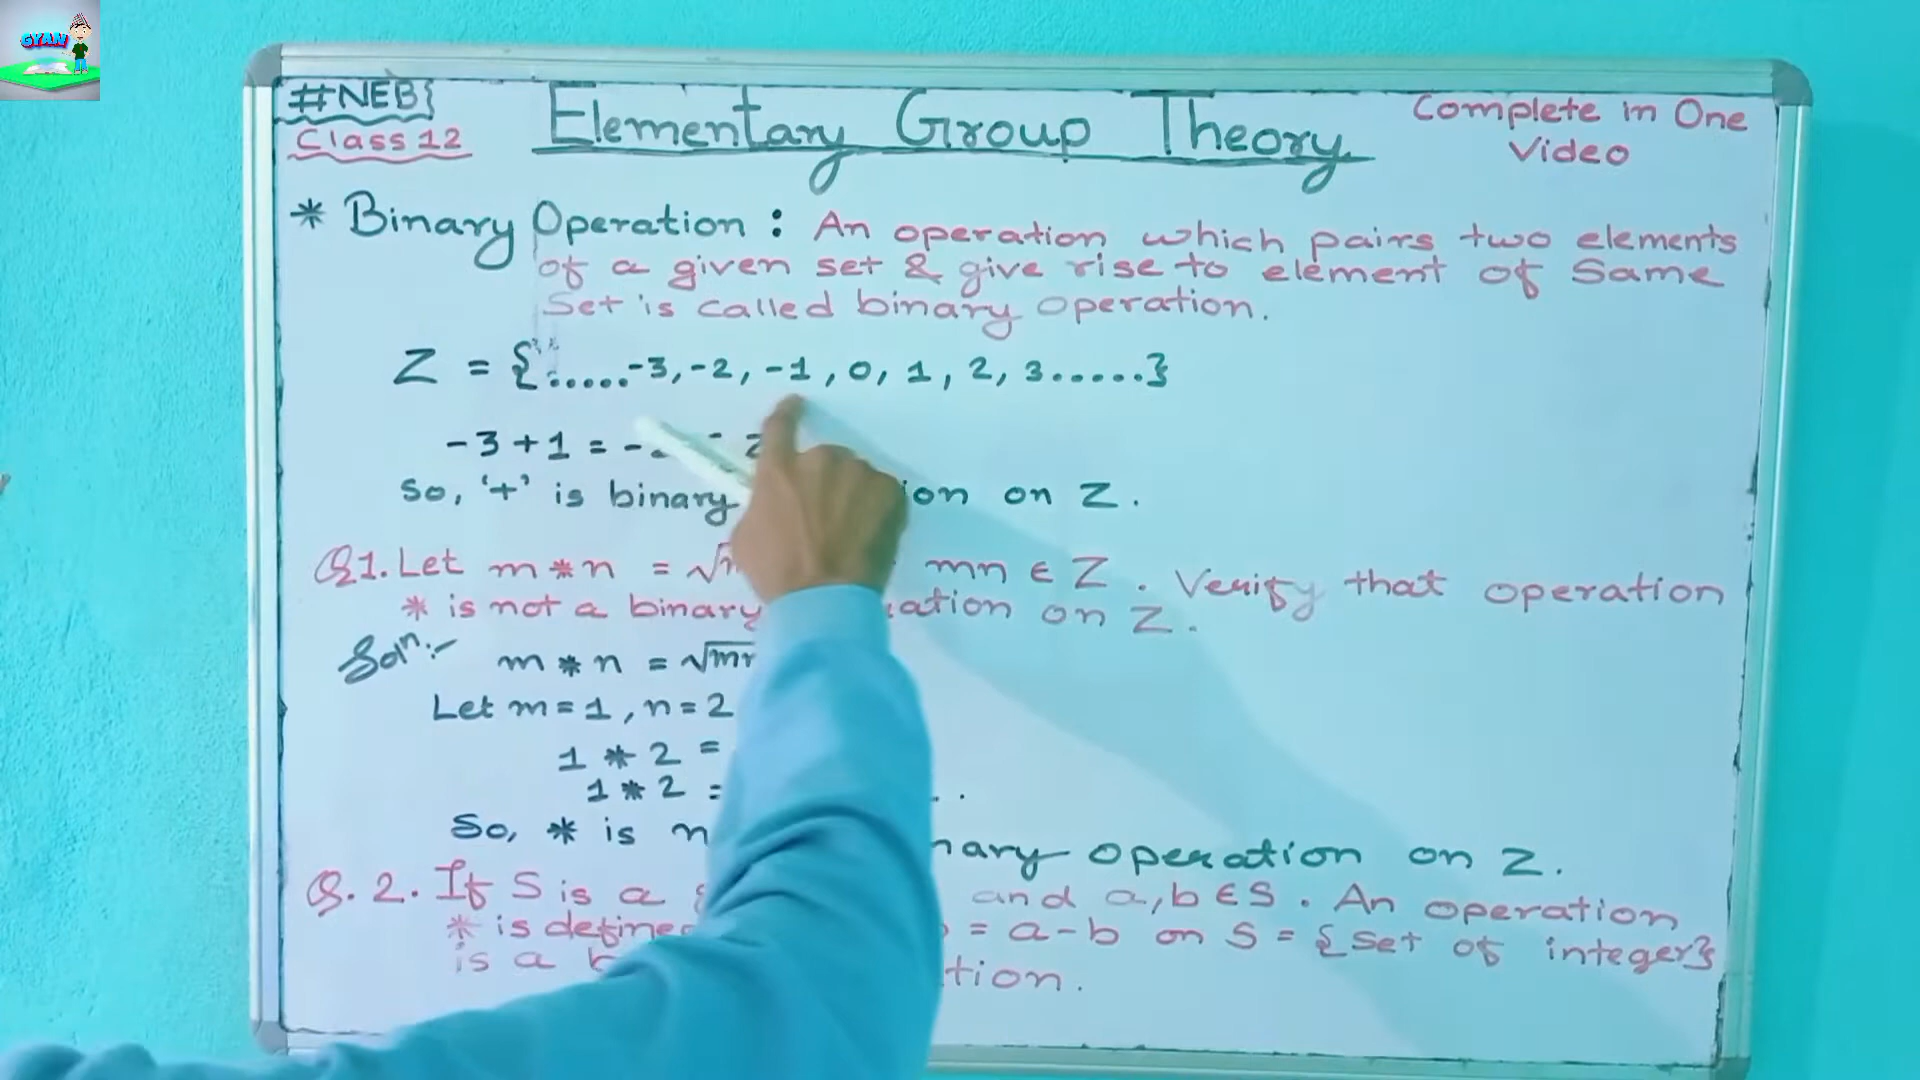 GYAN
#NEB
Class 12
Elementary Group Theory
Complete in One
Video
* Binary Operation : An operation which pairs two elements
of a given set & give rise to element of Same
Set is called binary operation.
Z = {.....-3,-2, -1, 0, 1, 2, 3.....}
-3+1 = -
So, '+' is binary ion on Z.
Q1. Let m*n = √ mn ∈ Z. Verify that operation
* is not a binary ation on Z.
Solⁿ:- m * n = √m
Let m=1, n=2
1 * 2 =
1 * 2 =
So, * is n nary operation on Z.
Q. 2. If S is a and a,b ∈ S. An operation
* is define = a-b on S = {Set of integer}
is a b tion.